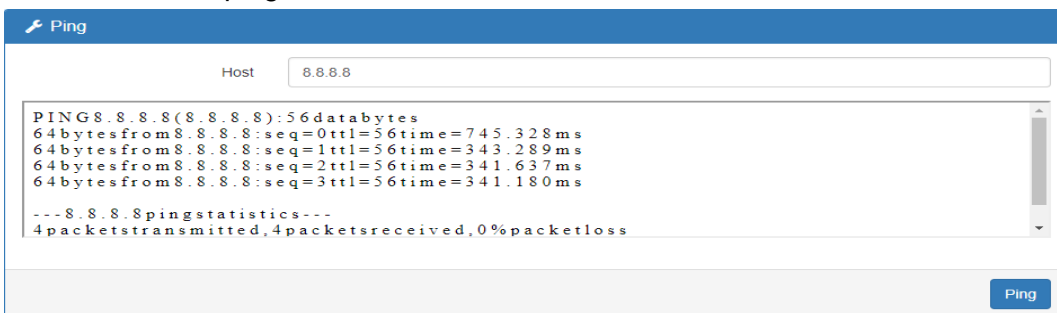 Ping
Host 8.8.8.8
PING8.8.8.8(8.8.8.8):56databytes
64bytesfrom8.8.8.8:seq=0ttl=56time=745.328ms
64bytesfrom8.8.8.8:seq=1ttl=56time=343.289ms
64bytesfrom8.8.8.8:seq=2ttl=56time=341.637ms
64bytesfrom8.8.8.8:seq=3ttl=56time=341.180ms
---8.8.8.8pingstatistics---
4packetstransmitted,4packetsreceived,0%packetloss
Ping